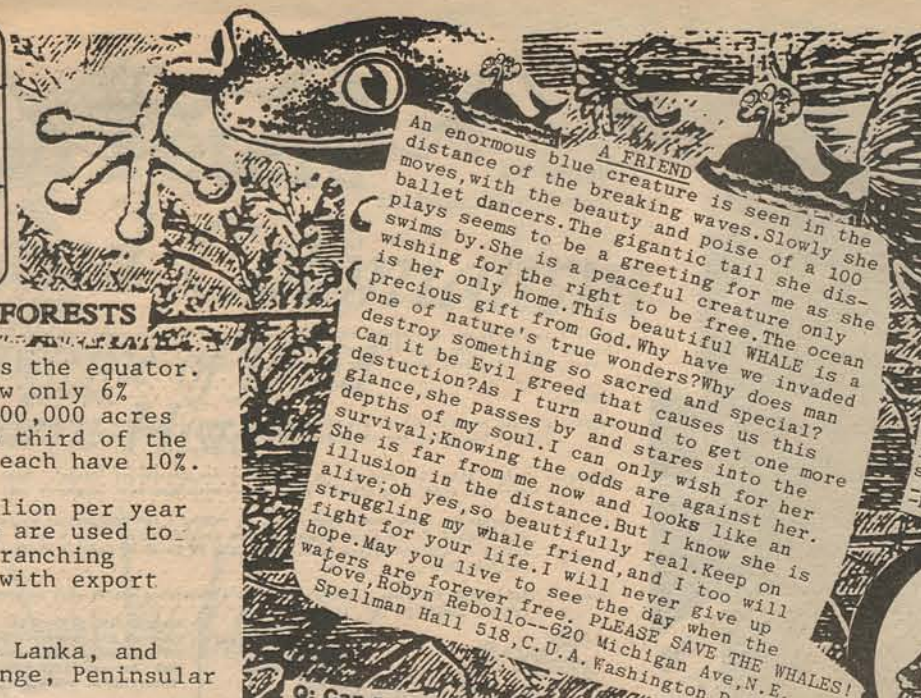 FORESTS
s the equator.
w only 6%
00,000 acres
third of the
each have 10%.
lion per year
are used to
ranching
with export
Lanka, and
nge, Peninsular
A FRIEND
An enormous blue creature is seen in the
distance of the breaking waves.Slowly she
moves,with the beauty and poise of a 100
ballet dancers.The gigantic tail she dis-
plays seems to be a greeting for me as she
swims by.She is a peaceful creature only
wishing for the right to be free.The ocean
is her only home.This beautiful WHALE is a
precious gift from God.Why have we invaded
one of nature's true wonders?Why does man
destroy something so sacred and special?
Can it be Evil greed that causes us this
destuction?As I turn around to get one more
glance,she passes by and stares into the
depths of my soul.I can only wish for her
survival;Knowing the odds are against her.
She is far from me now and looks like an
illusion in the distance.But I know she is
alive;oh yes,so beautifully real.Keep on
struggling my whale friend,and I too will
fight for your life.I will never give up
hope.May you live to see the day when the
waters are forever free. PLEASE SAVE THE WHALES!
Love,Robyn Rebollo--620 Michigan Ave.N.E.
Spellman Hall 518,C.U.A. Washington
Q: Can